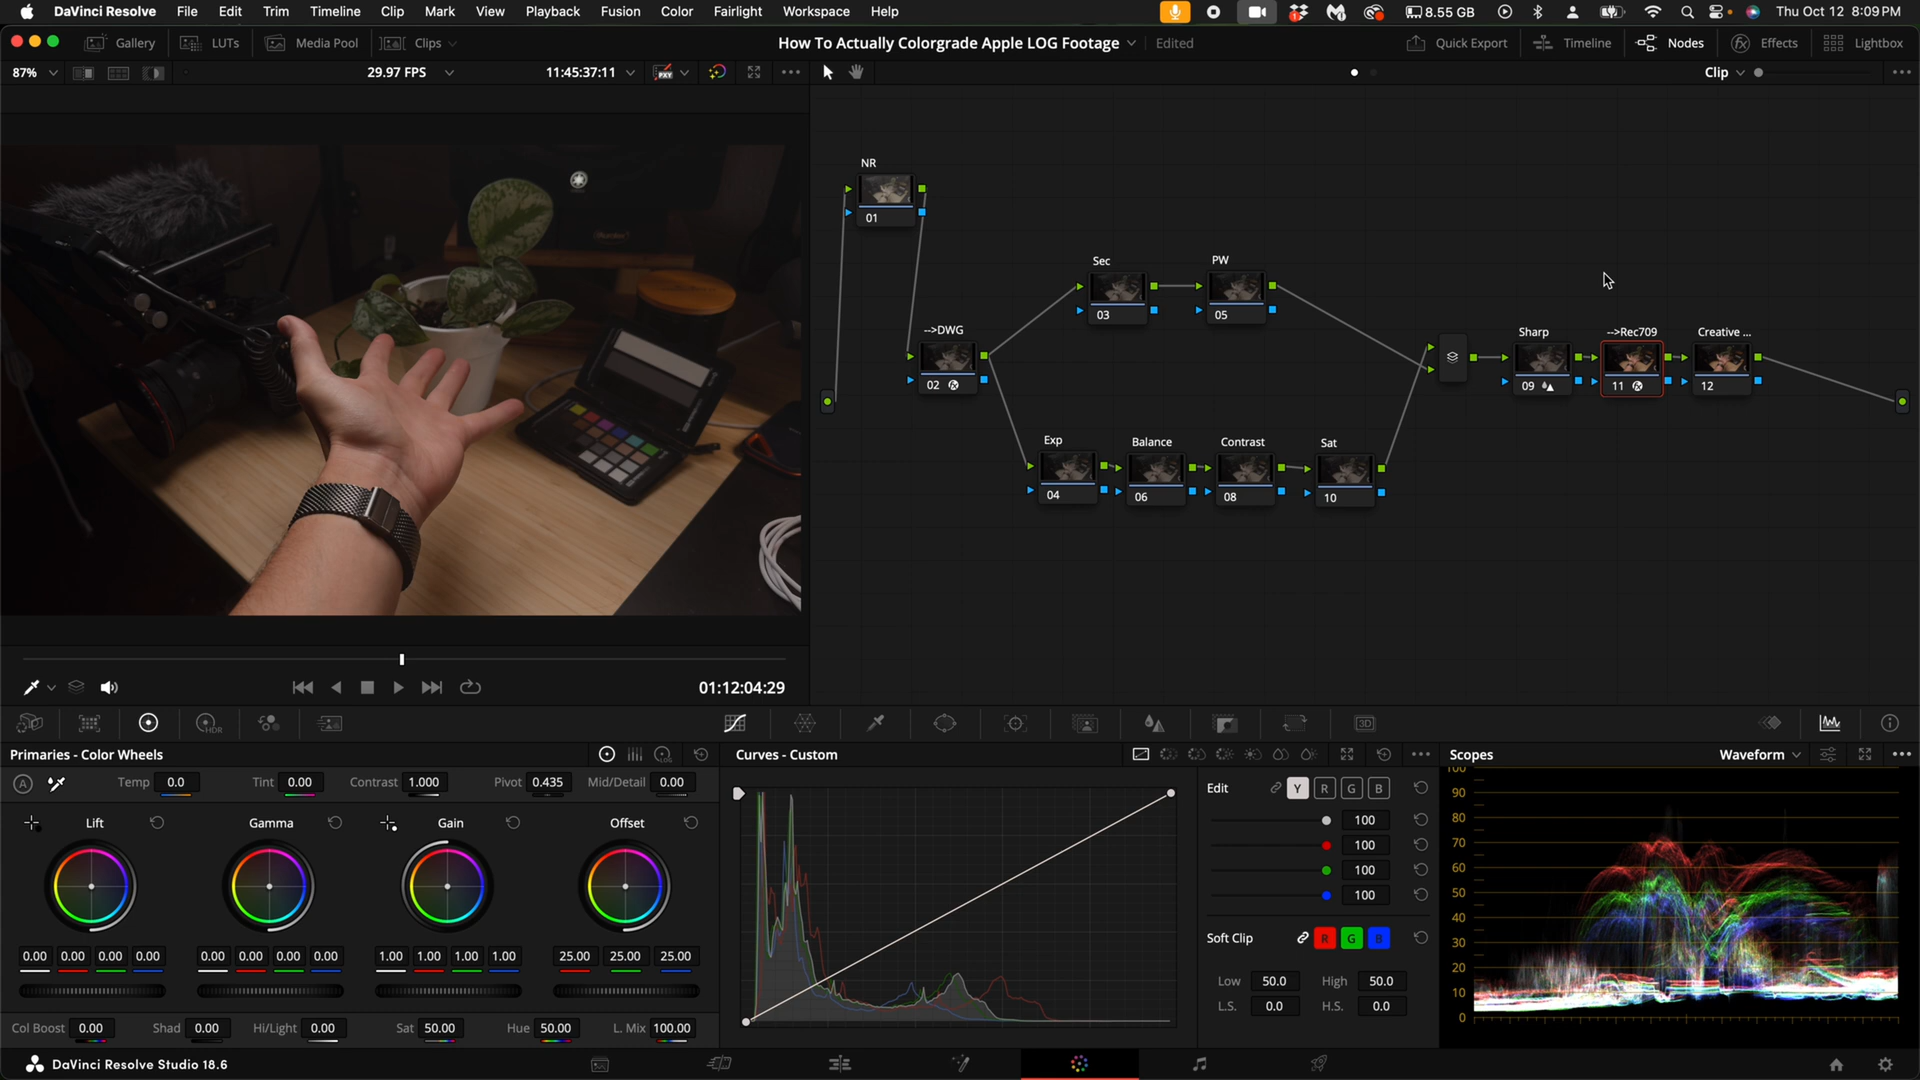 DaVinci Resolve File Edit Trim Timeline Clip Mark View Playback Fusion Color Fairlight Workspace Help 8.55 GB Thu Oct 12 8:09 PM
Gallery LUTs Media Pool Clips How To Actually Colorgrade Apple LOG Footage Edited Quick Export Timeline Nodes Effects Lightbox
87% 29.97 FPS 11:45:37:11 PXY Clip
NR
01
Sec PW
03 05
-->DWG
02
Sharp -->Rec709 Creative ...
09 11 12
Exp Balance Contrast Sat
04 06 08 10
01:12:04:29
HDR 3D
Primaries - Color Wheels LOG Curves - Custom Scopes Waveform
A Temp 0.0 Tint 0.00 Contrast 1.000 Pivot 0.435 Mid/Detail 0.00
Edit Y R G B
Lift Gamma Gain Offset
100
100
100
100
Soft Clip R G B
Low 50.0 High 50.0
L.S. 0.0 H.S. 0.0
0.00 0.00 0.00 0.00 0.00 0.00 0.00 0.00 1.00 1.00 1.00 1.00 25.00 25.00 25.00
Col Boost 0.00 Shad 0.00 Hi/Light 0.00 Sat 50.00 Hue 50.00 L. Mix 100.00
100
90
80
70
60
50
40
30
20
10
0
DaVinci Resolve Studio 18.6